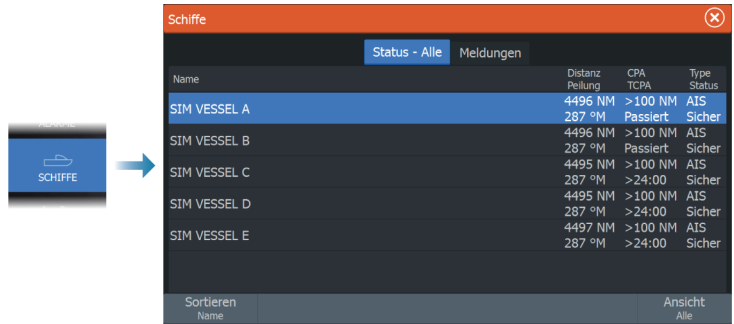 Schiffe
Status - Alle Meldungen
Name Distanz CPA Type
Peilung TCPA Status
SIM VESSEL A 4496 NM >100 NM AIS
287 °M Passiert Sicher
SIM VESSEL B 4496 NM >100 NM AIS
287 °M Passiert Sicher
SCHIFFE
SIM VESSEL C 4495 NM >100 NM AIS
287 °M >24:00 Sicher
SIM VESSEL D 4495 NM >100 NM AIS
287 °M >24:00 Sicher
SIM VESSEL E 4497 NM >100 NM AIS
287 °M >24:00 Sicher
Sortieren Ansicht
Name Alle